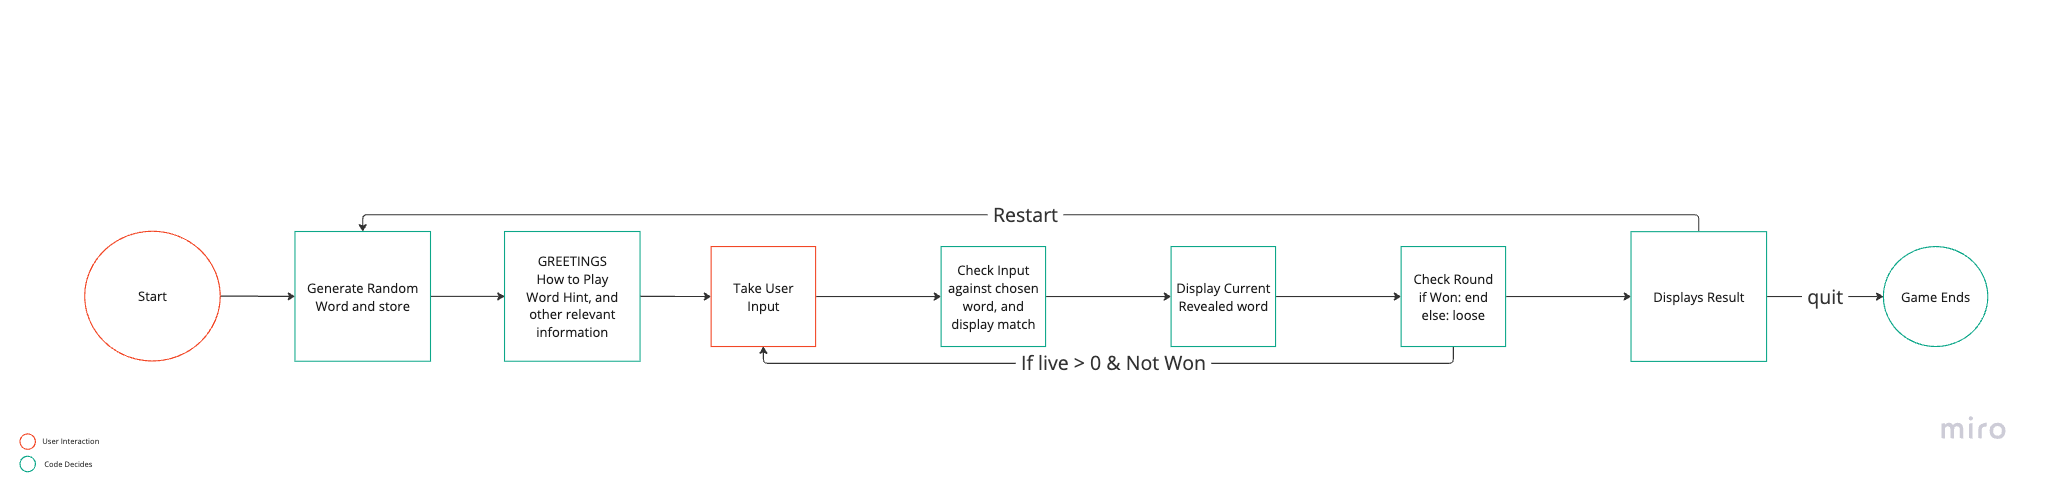 Restart
Start
Generate Random
Word and store
GREETINGS
How to Play
Word Hint, and
other relevant
information
Take User
Input
Check Input
against chosen
word, and
display match
Display Current
Revealed word
Check Round
if Won: end
else: loose
Displays Result
quit
Game Ends
If live > 0 & Not Won
User Interaction
Code Decides
miro